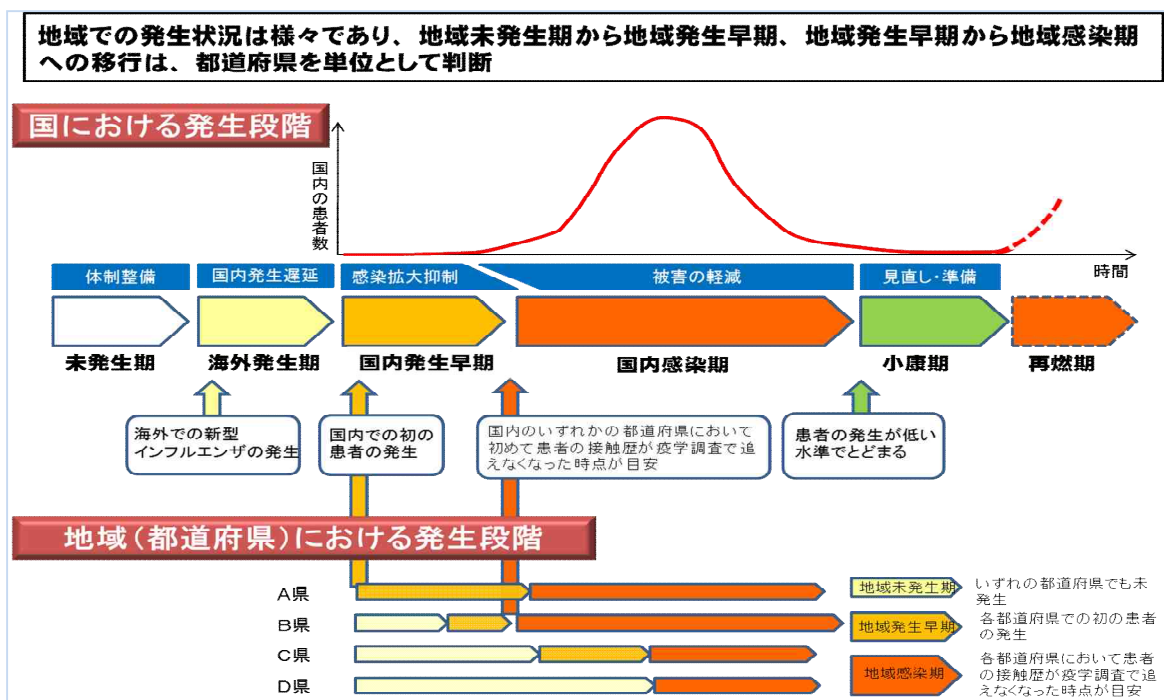 地域での発生状況は様々であり、地域未発生期から地域発生早期、地域発生早期から地域感染期
への移行は、都道府県を単位として判断
国における発生段階
国内の患者数
時間
体制整備
国内発生遅延
感染拡大抑制
被害の軽減
見直し・準備
未発生期
海外発生期
国内発生早期
国内感染期
小康期
再燃期
海外での新型
インフルエンザの発生
国内での初の
患者の発生
国内のいずれかの都道府県において
初めて患者の接触歴が疫学調査で追
えなくなった時点が目安
患者の発生が低い
水準でとどまる
地域(都道府県)における発生段階
A県
B県
C県
D県
地域未発生期
いずれの都道府県でも未
発生
地域発生早期
各都道府県での初の患者
の発生
地域感染期
各都道府県において患者
の接触歴が疫学調査で追
えなくなった時点が目安